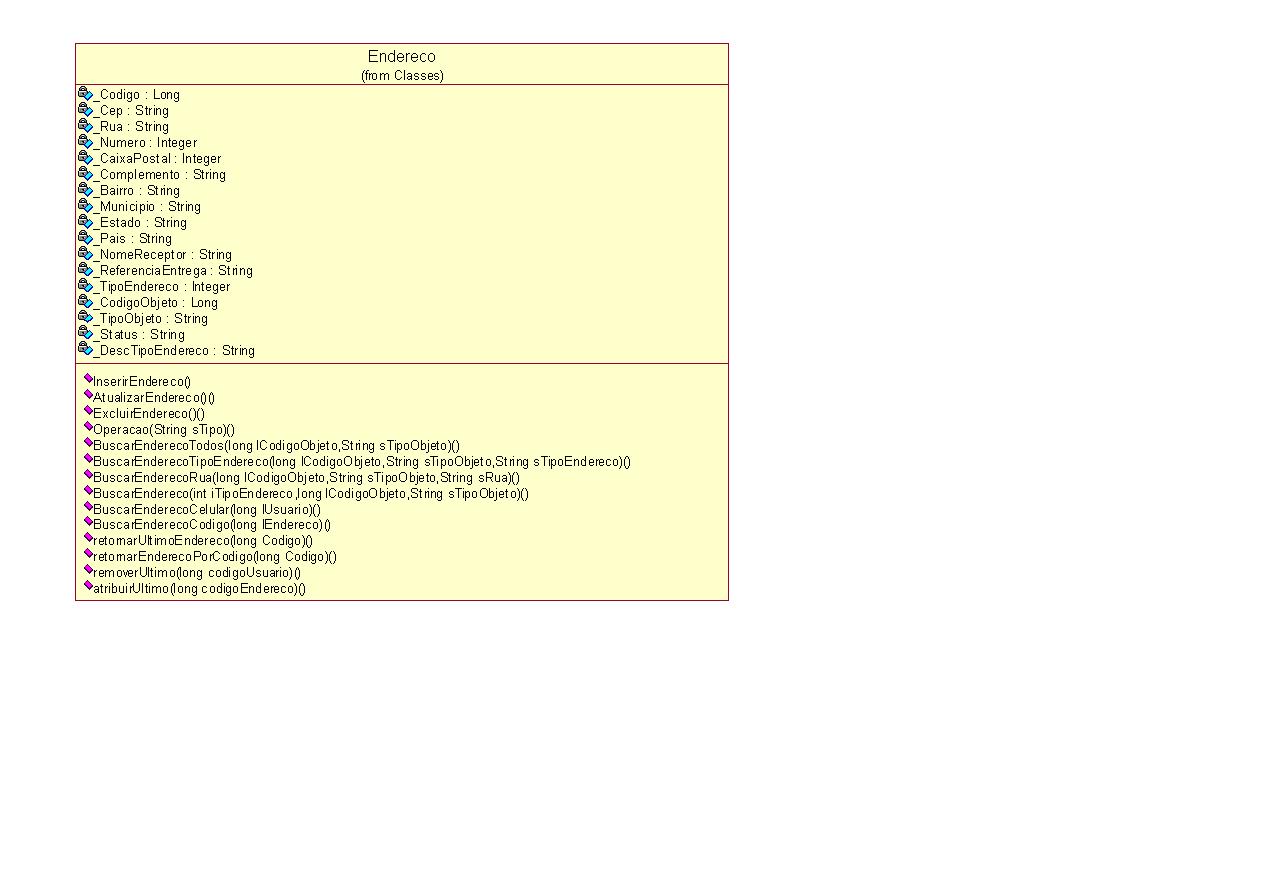 Endereco
(from Classes)
_Codigo : Long
_Cep : String
_Rua : String
_Numero : Integer
_CaixaPostal : Integer
_Complemento : String
_Bairro : String
_Municipio : String
_Estado : String
_Pais : String
_NomeReceptor : String
_ReferenciaEntrega : String
_TipoEndereco : Integer
_CodigoObjeto : Long
_TipoObjeto : String
_Status : String
_DescTipoEndereco : String
InserirEndereco()
AtualizarEndereco()()
ExcluirEndereco()()
Operacao(String sTipo)()
BuscarEnderecoTodos(long lCodigoObjeto,String sTipoObjeto)()
BuscarEnderecoTipoEndereco(long lCodigoObjeto,String sTipoObjeto,String sTipoEndereco)()
BuscarEnderecoRua(long lCodigoObjeto,String sTipoObjeto,String sRua)()
BuscarEndereco(int iTipoEndereco,long lCodigoObjeto,String sTipoObjeto)()
BuscarEnderecoCelular(long lUsuario)()
BuscarEnderecoCodigo(long lEndereco)()
retornarUltimoEndereco(long Codigo)()
retornarEnderecoPorCodigo(long Codigo)()
removerUltimo(long codigoUsuario)()
atribuirUltimo(long codigoEndereco)()